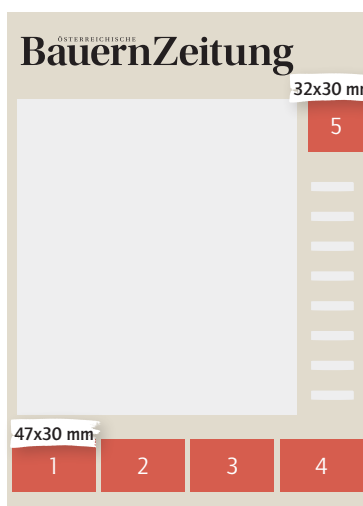 ÖSTERREICHISCHE
BauernZeitung
32x30 mm
5
47x30 mm
1 2 3 4